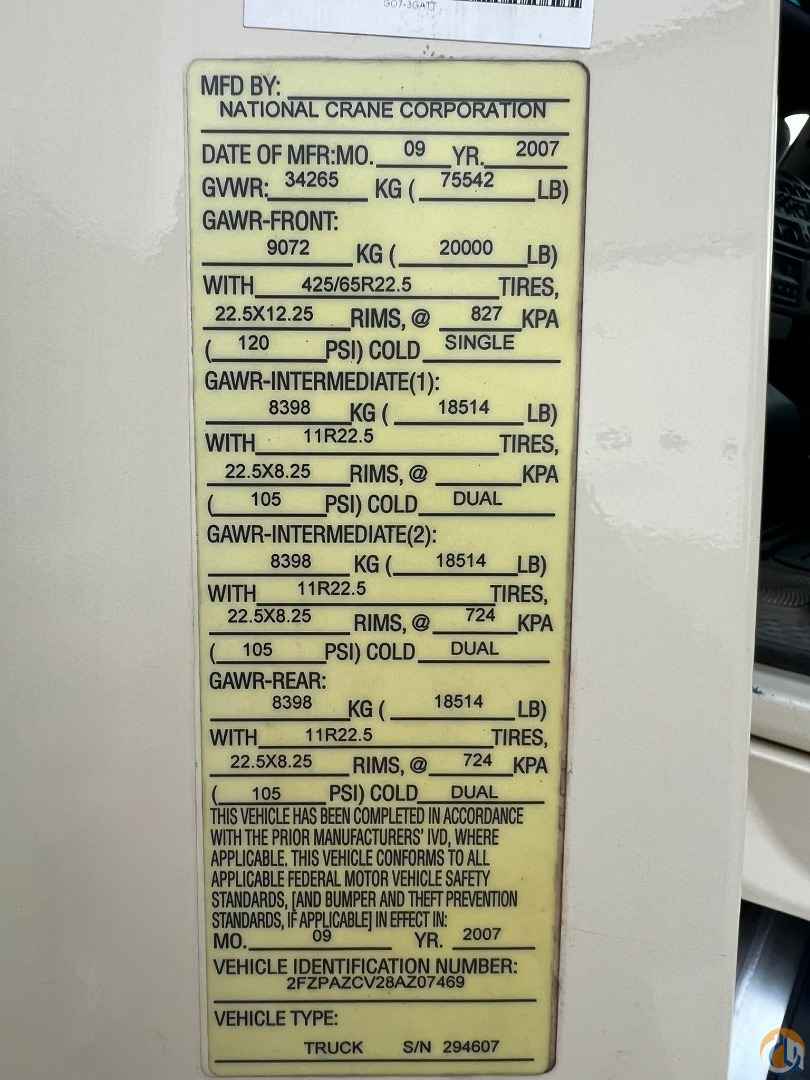 GO7-3GATJ
MFD BY:
NATIONAL CRANE CORPORATION
DATE OF MFR:MO. 09 YR. 2007
GVWR: 34265 KG ( 75542 LB)
GAWR-FRONT:
9072 KG ( 20000 LB)
WITH 425/65R22.5 TIRES,
22.5X12.25 RIMS, @ 827 KPA
( 120 PSI) COLD SINGLE
GAWR-INTERMEDIATE(1):
8398 KG ( 18514 LB)
WITH 11R22.5 TIRES,
22.5X8.25 RIMS, @ KPA
( 105 PSI) COLD DUAL
GAWR-INTERMEDIATE(2):
8398 KG ( 18514 LB)
WITH 11R22.5 TIRES,
22.5X8.25 RIMS, @ 724 KPA
( 105 PSI) COLD DUAL
GAWR-REAR:
8398 KG ( 18514 LB)
WITH 11R22.5 TIRES,
22.5X8.25 RIMS, @ 724 KPA
( 105 PSI) COLD DUAL
THIS VEHICLE HAS BEEN COMPLETED IN ACCORDANCE
WITH THE PRIOR MANUFACTURERS' IVD, WHERE
APPLICABLE. THIS VEHICLE CONFORMS TO ALL
APPLICABLE FEDERAL MOTOR VEHICLE SAFETY
STANDARDS, [AND BUMPER AND THEFT PREVENTION
STANDARDS, IF APPLICABLE] IN EFFECT IN:
MO. 09 YR. 2007
VEHICLE IDENTIFICATION NUMBER:
2FZPAZCV28AZ07469
VEHICLE TYPE:
TRUCK S/N 294607